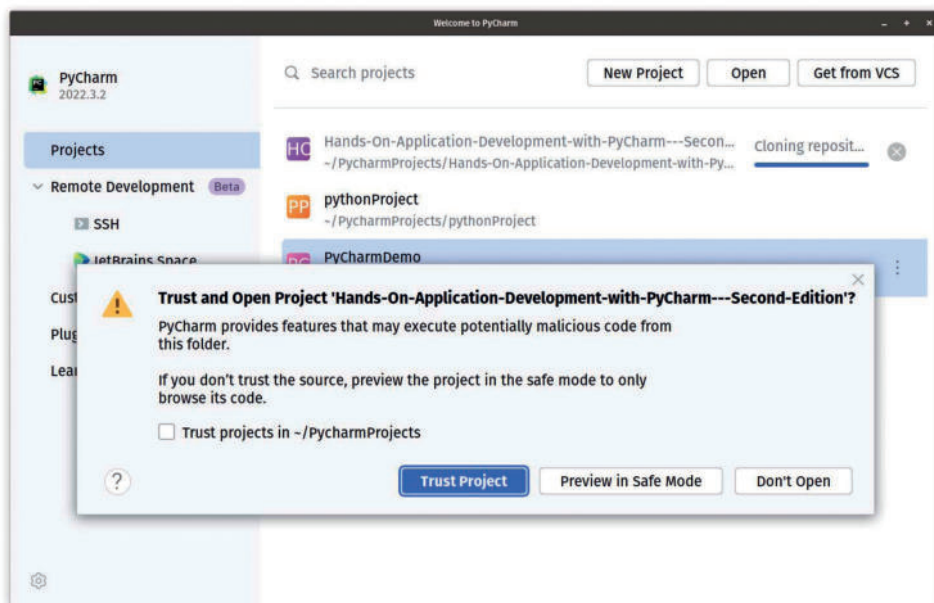 Welcome to PyCharm
PyCharm
2022.3.2
Search projects
New Project
Open
Get from VCS
Projects
Remote Development
Beta
SSH
JetBrains Space
HO
Hands-On-Application-Development-with-PyCharm---Secon...
~/PycharmProjects/Hands-On-Application-Development-with-Py...
Cloning reposit...
PP
pythonProject
~/PycharmProjects/pythonProject
PyCharmDemo
Trust and Open Project 'Hands-On-Application-Development-with-PyCharm---Second-Edition'?
PyCharm provides features that may execute potentially malicious code from
this folder.
If you don't trust the source, preview the project in the safe mode to only
browse its code.
Trust projects in ~/PycharmProjects
?
Trust Project
Preview in Safe Mode
Don't Open